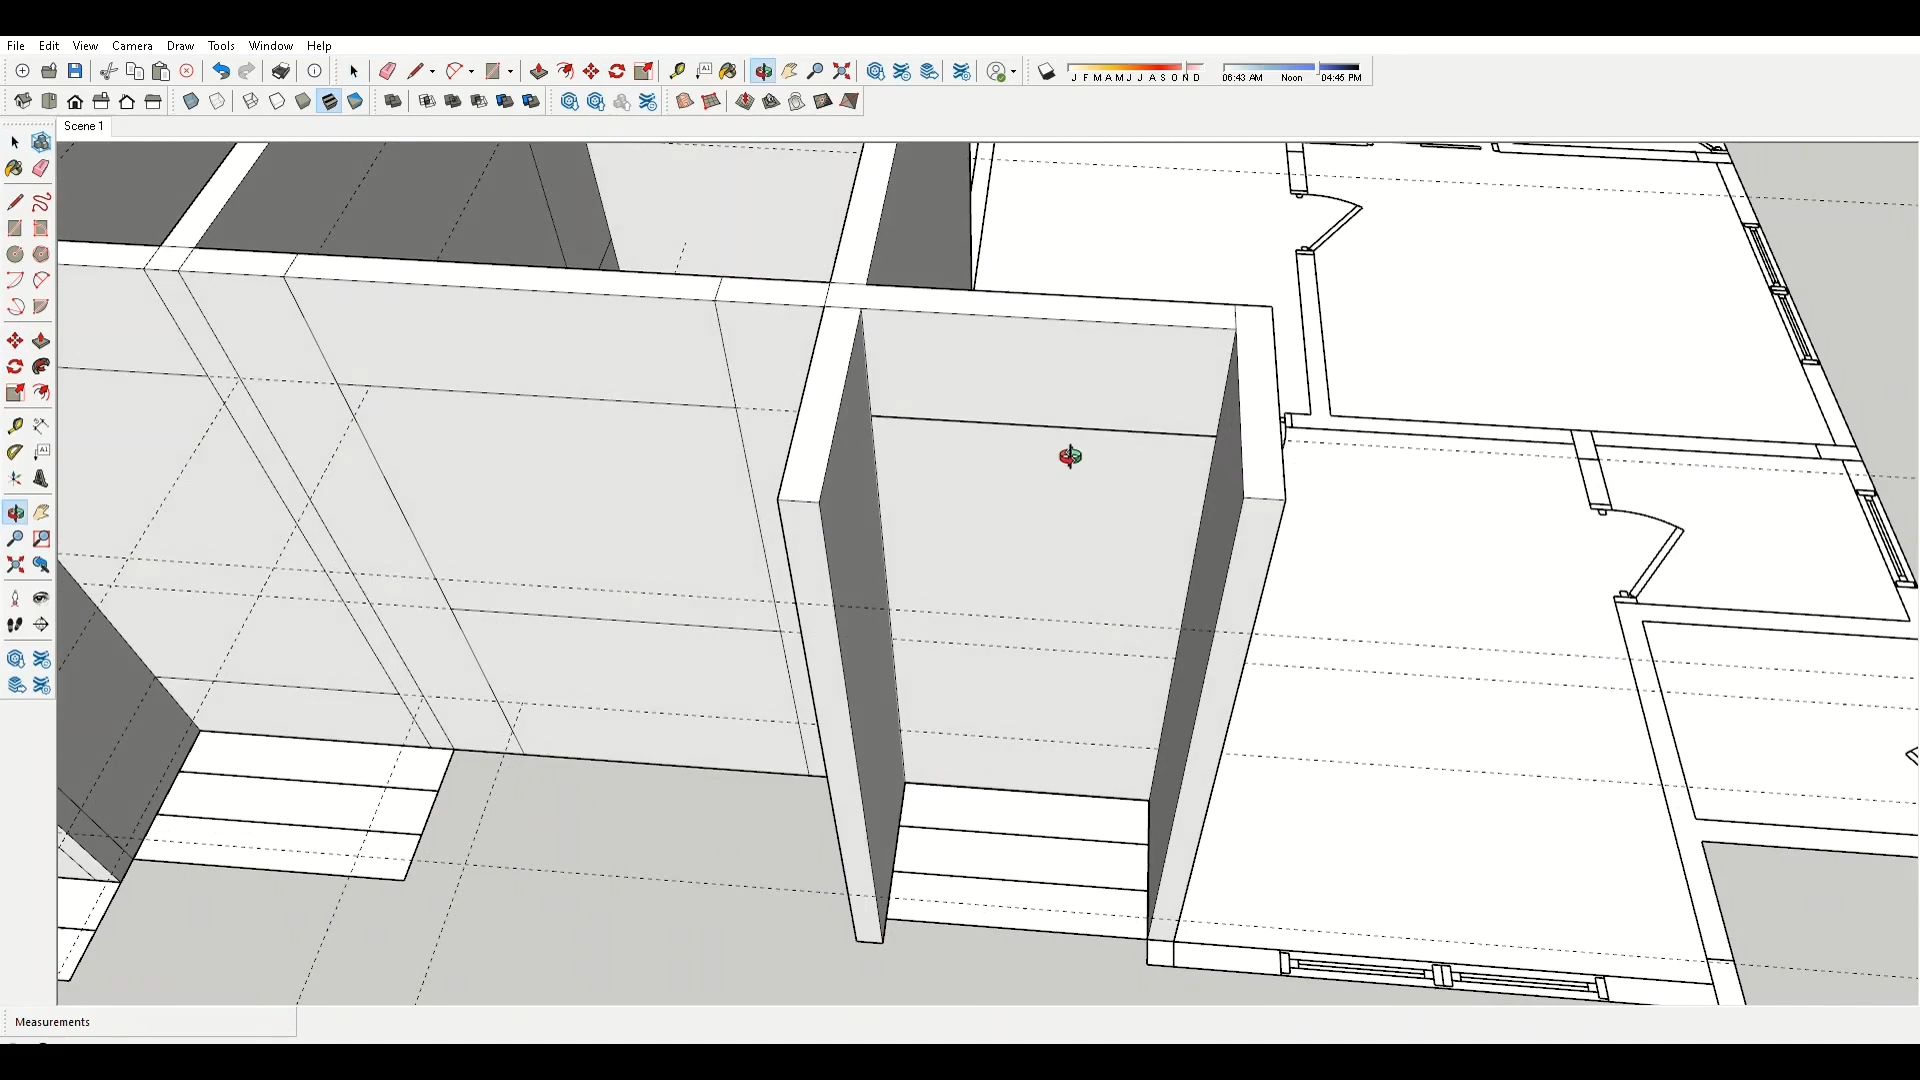 File Edit View Camera Draw Tools Window Help
J F M A M J J A S O N D 06:43 AM Noon 04:45 PM
Scene 1
Measurements